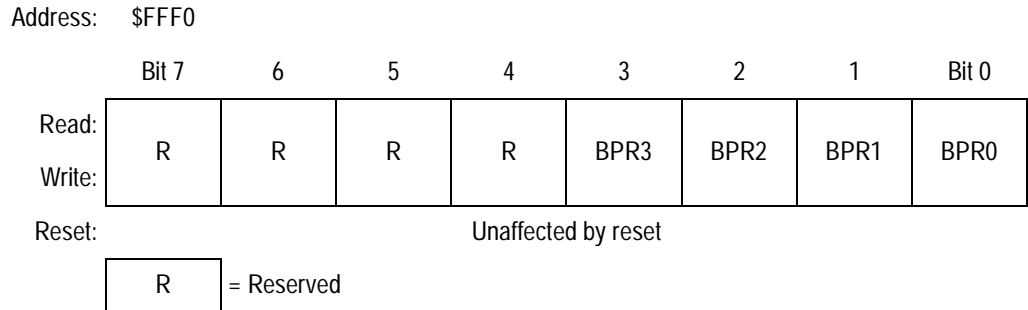 Address: $FFF0
Bit 7 6 5 4 3 2 1 Bit 0
Read:
R R R R BPR3 BPR2 BPR1 BPR0
Write:
Reset: Unaffected by reset
R = Reserved